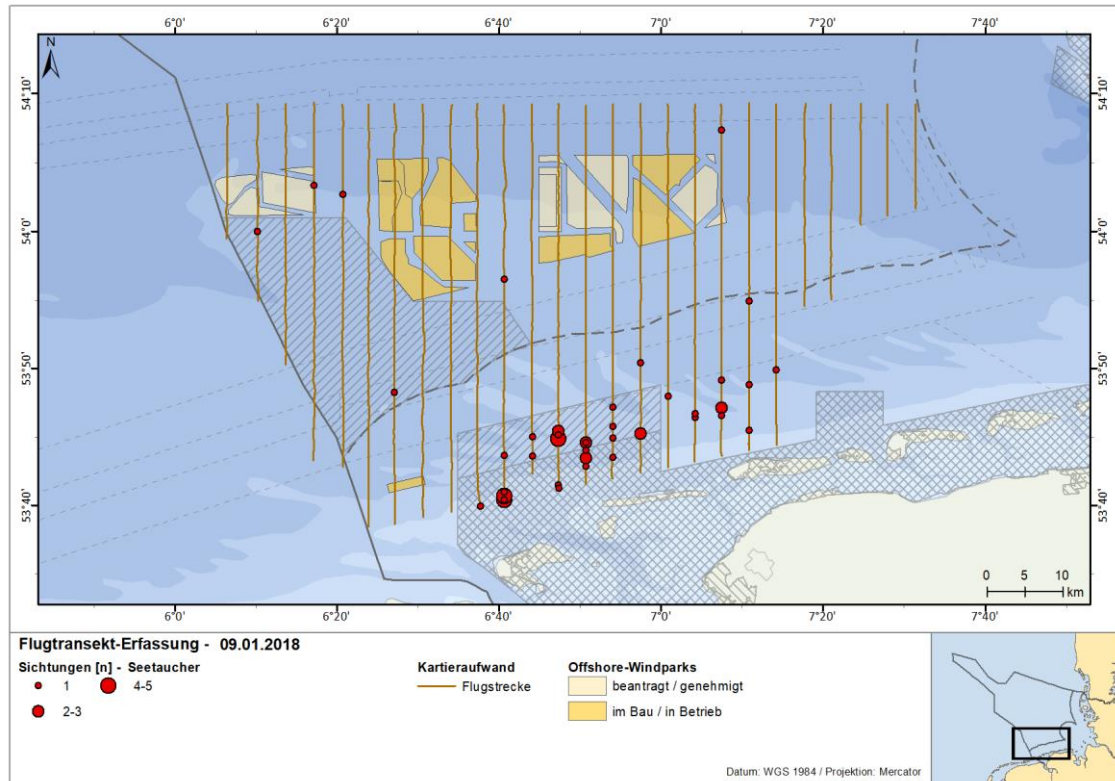 6°0' 6°20' 6°40' 7°0' 7°20' 7°40'
N
54°10' 54°10'
54°0' 54°0'
53°50' 53°50'
53°40' 53°40'
0 5 10
km
6°0' 6°20' 6°40' 7°0' 7°20' 7°40'
Flugtransekt-Erfassung - 09.01.2018
Sichtungen [n] - Seetaucher Kartieraufwand Offshore-Windparks
1 4-5 Flugstrecke beantragt / genehmigt
2-3 im Bau / in Betrieb
Datum: WGS 1984 / Projektion: Mercator